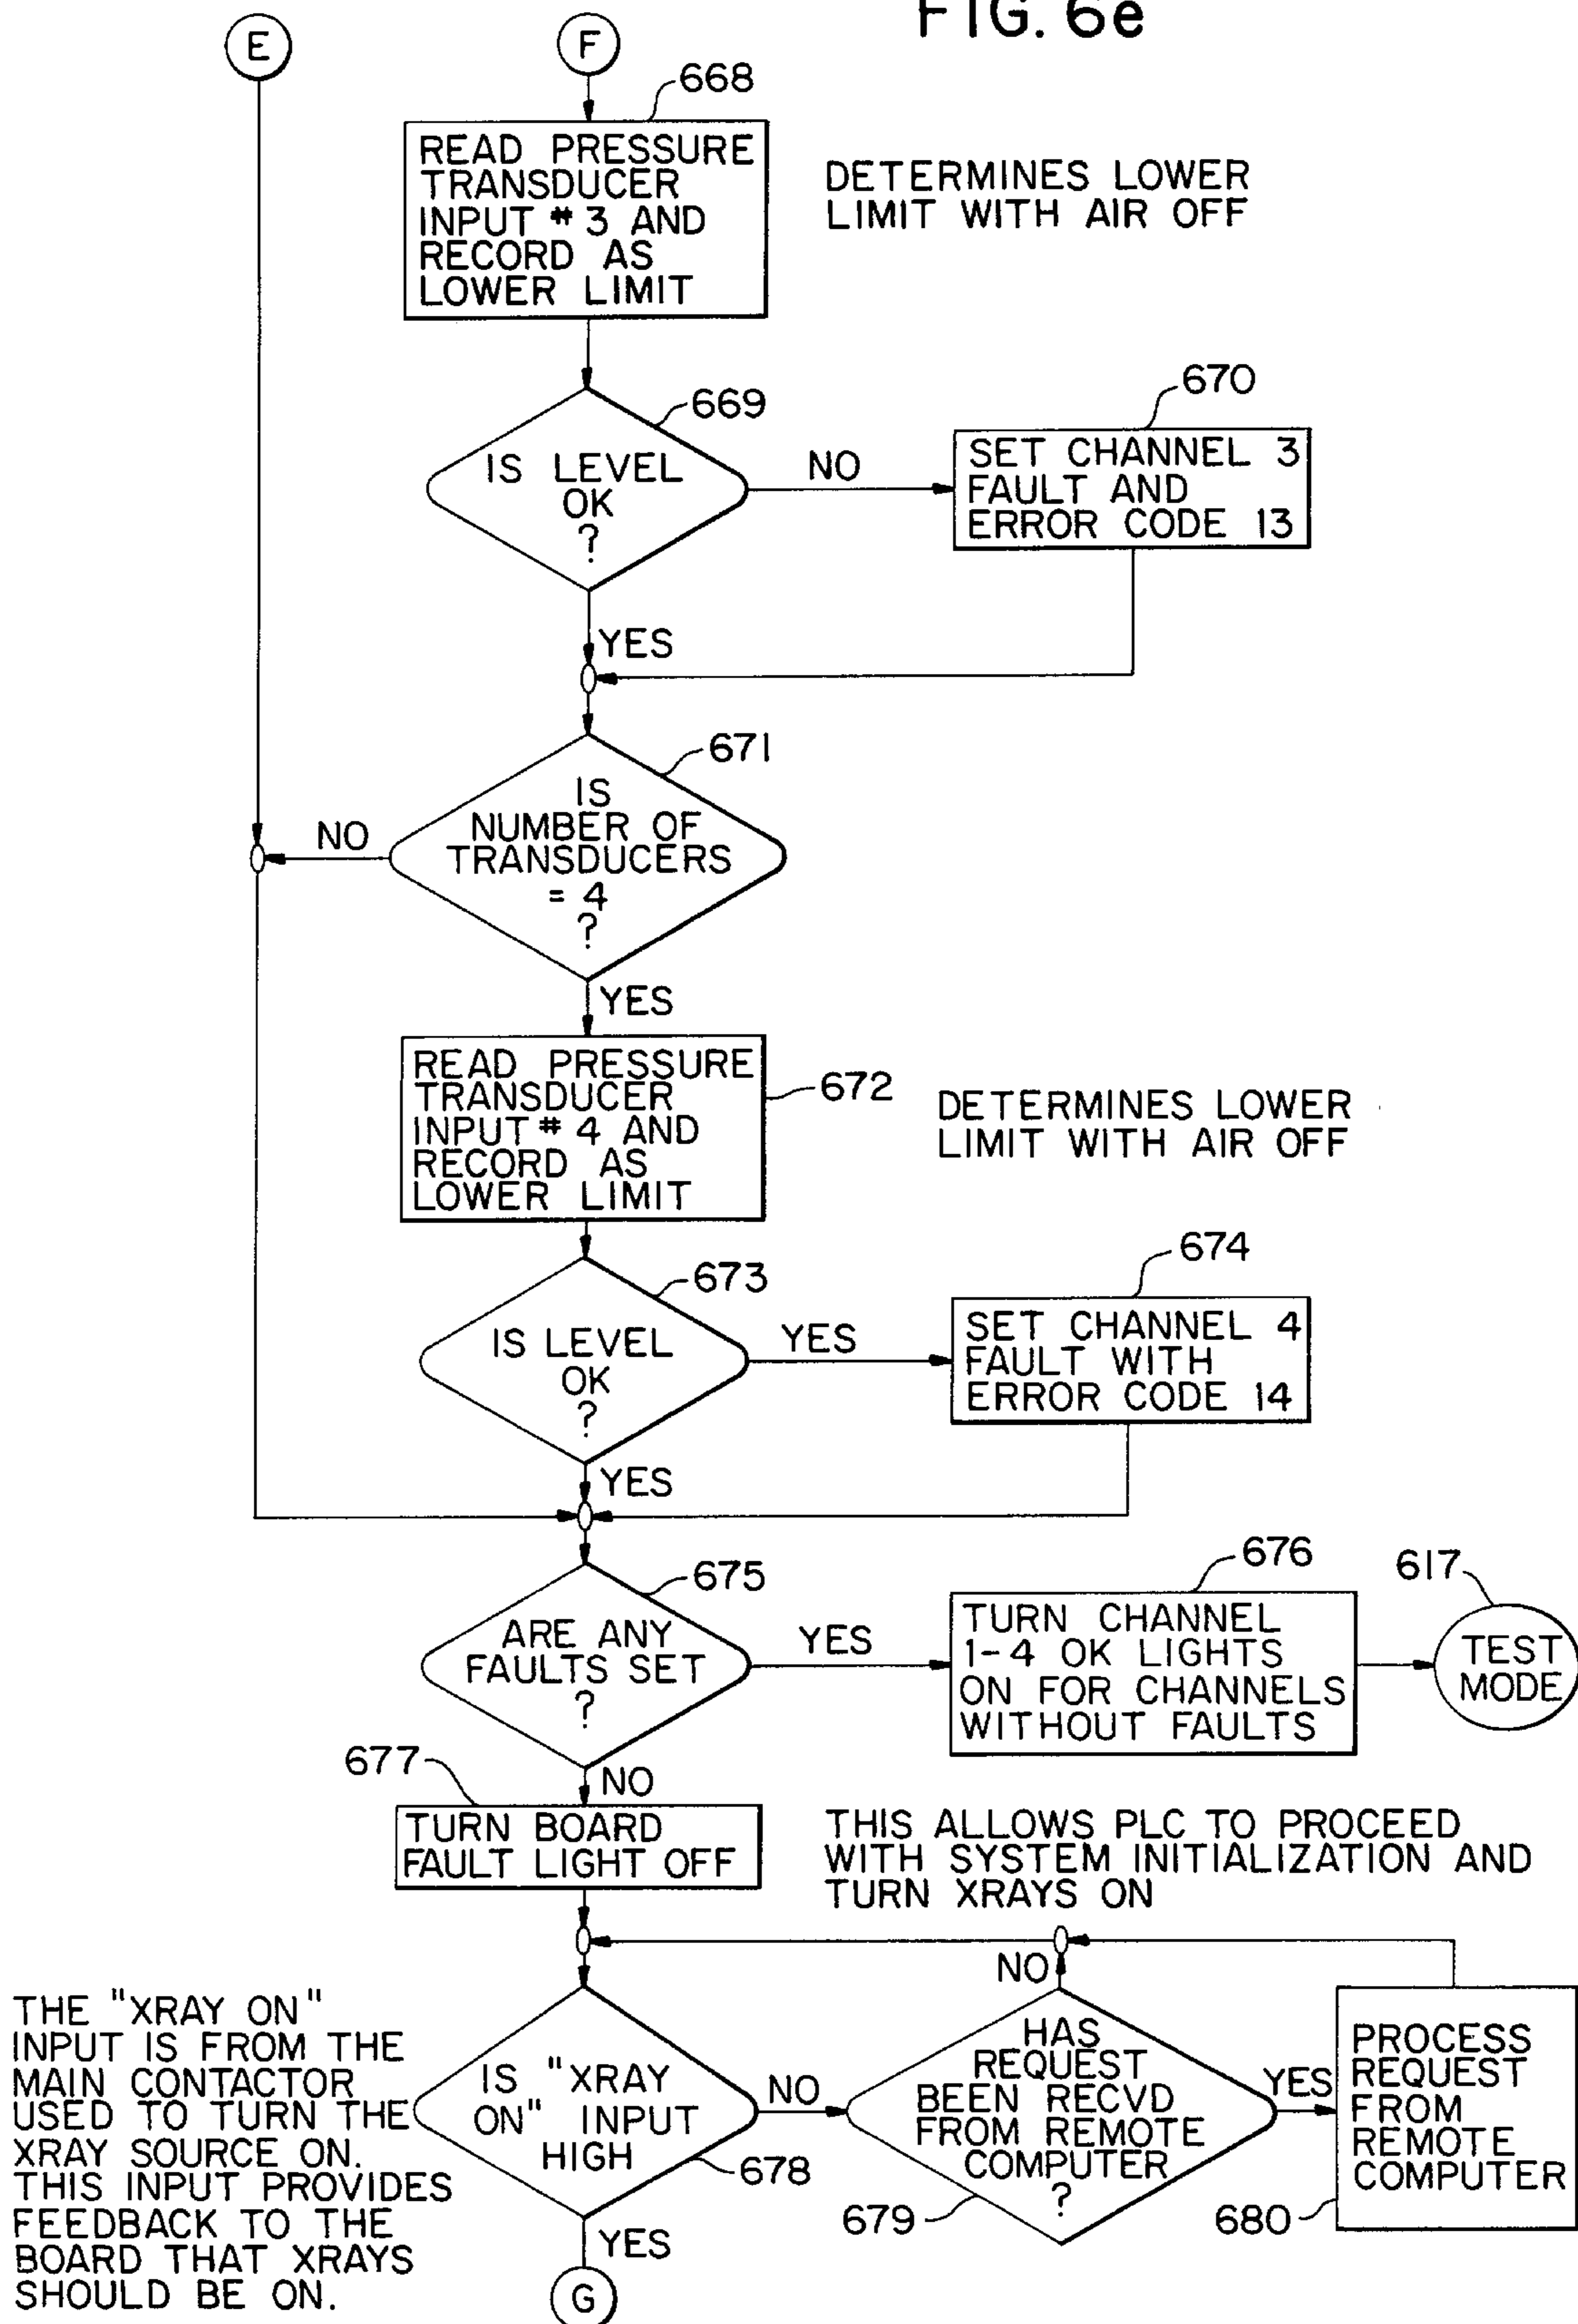 FIG. 6e
E
F
668
READ PRESSURE
TRANSDUCER
INPUT # 3 AND
RECORD AS
LOWER LIMIT
DETERMINES LOWER
LIMIT WITH AIR OFF
669
IS LEVEL
OK
?
NO
670
SET CHANNEL 3
FAULT AND
ERROR CODE 13
YES
671
IS
NUMBER OF
TRANSDUCERS
= 4
?
NO
YES
READ PRESSURE
TRANSDUCER
INPUT # 4 AND
RECORD AS
LOWER LIMIT
672
DETERMINES LOWER
LIMIT WITH AIR OFF
673
IS LEVEL
OK
?
YES
674
SET CHANNEL 4
FAULT WITH
ERROR CODE 14
YES
675
ARE ANY
FAULTS SET
?
YES
676
TURN CHANNEL
1-4 OK LIGHTS
ON FOR CHANNELS
WITHOUT FAULTS
617
TEST
MODE
677
NO
TURN BOARD
FAULT LIGHT OFF
THIS ALLOWS PLC TO PROCEED
WITH SYSTEM INITIALIZATION AND
TURN XRAYS ON
THE "XRAY ON"
INPUT IS FROM THE
MAIN CONTACTOR
USED TO TURN THE
XRAY SOURCE ON.
THIS INPUT PROVIDES
FEEDBACK TO THE
BOARD THAT XRAYS
SHOULD BE ON.
IS "XRAY
ON" INPUT
HIGH
678
NO
NO
HAS
REQUEST
BEEN RECVD
FROM REMOTE
COMPUTER
?
679
YES
PROCESS
REQUEST
FROM
REMOTE
COMPUTER
680
YES
G